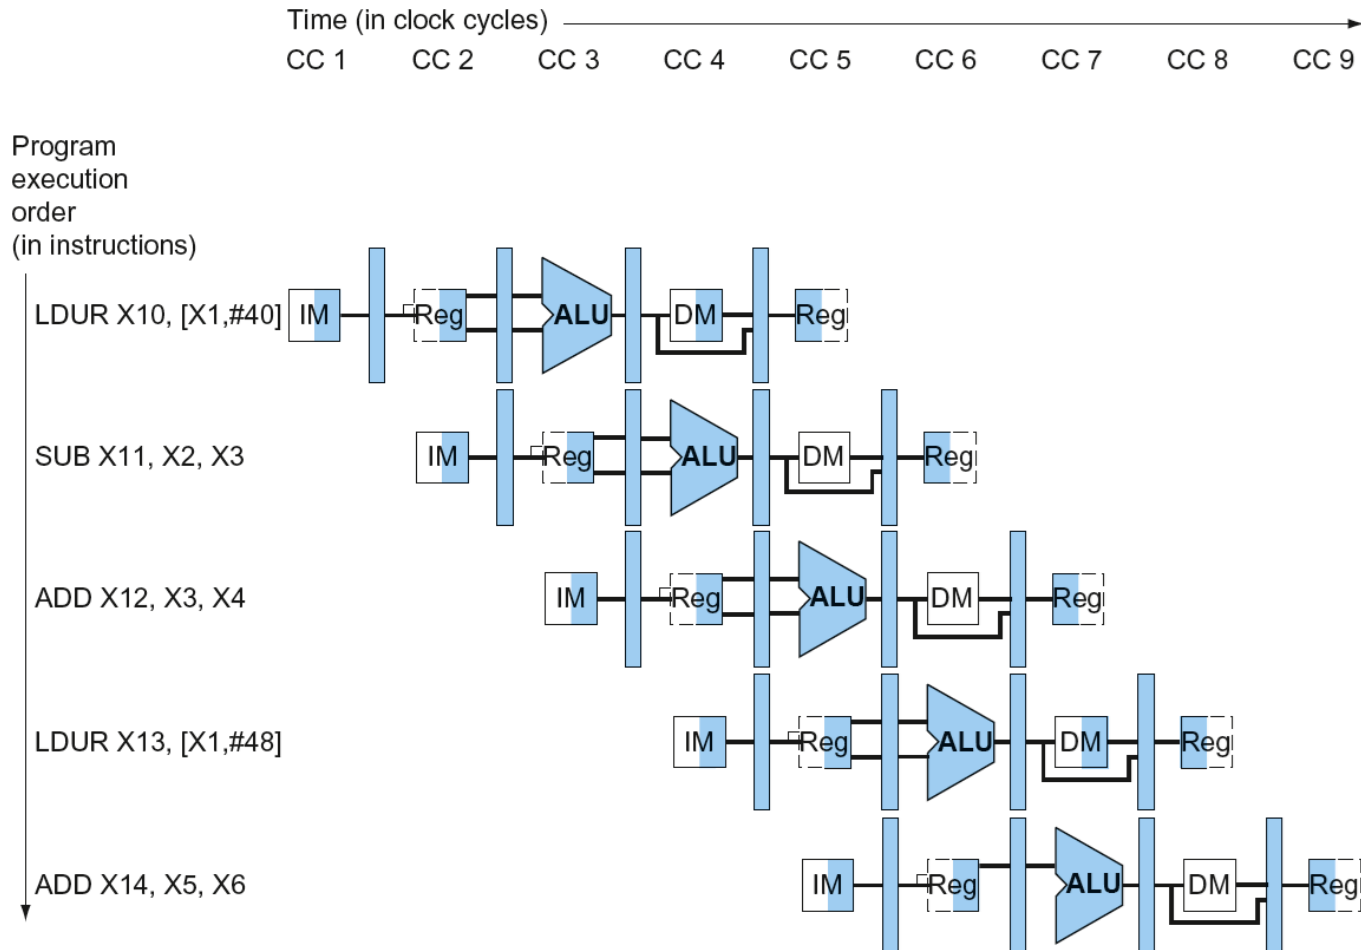 Time (in clock cycles)
CC 1 CC 2 CC 3 CC 4 CC 5 CC 6 CC 7 CC 8 CC 9
Program
execution
order
(in instructions)
LDUR X10, [X1,#40] IM Reg ALU DM Reg
SUB X11, X2, X3 IM Reg ALU DM Reg
ADD X12, X3, X4 IM Reg ALU DM Reg
LDUR X13, [X1,#48] IM Reg ALU DM Reg
ADD X14, X5, X6 IM Reg ALU DM Reg